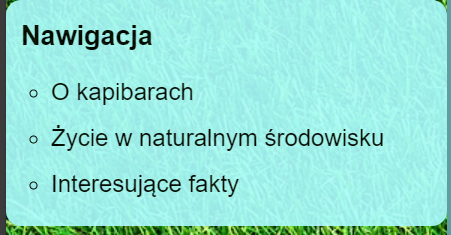 Nawigacja
O kapibarach
Życie w naturalnym środowisku
Interesujące fakty